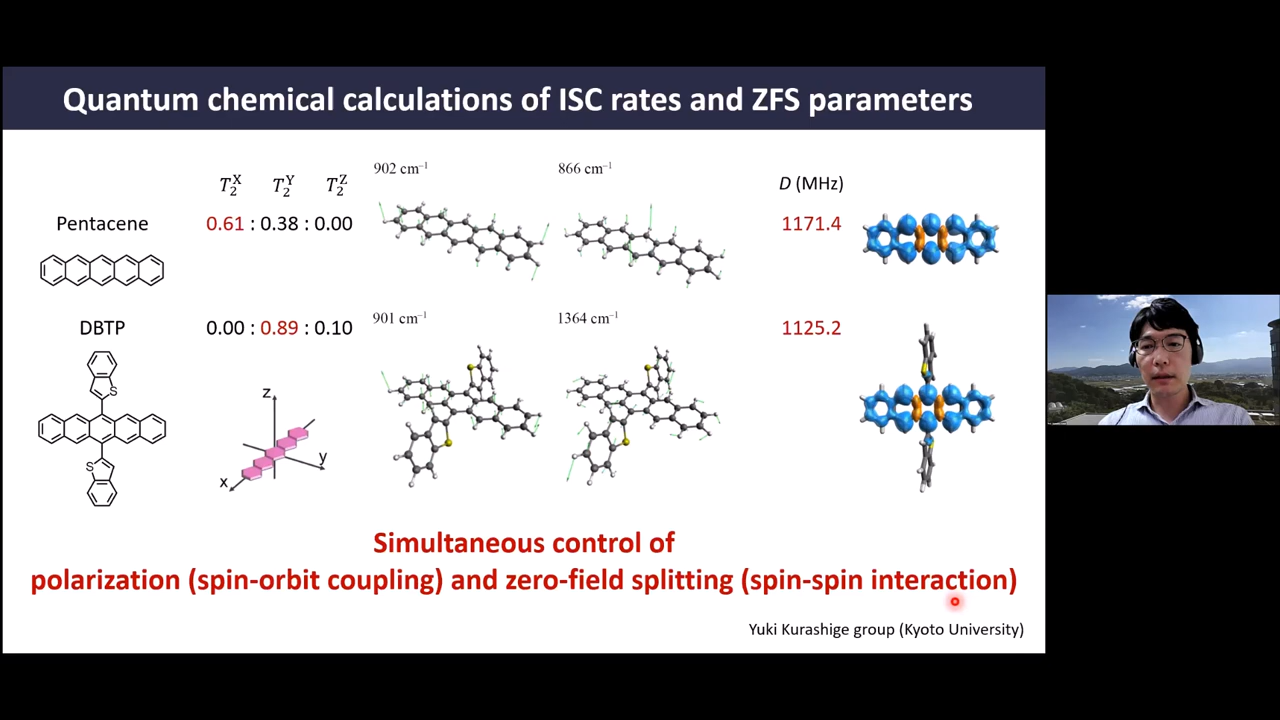 Quantum chemical calculations of ISC rates and ZFS parameters
902 cm⁻¹
866 cm⁻¹
T₂ˣ T₂ʸ T₂ᶻ
D (MHz)
Pentacene
0.61 : 0.38 : 0.00
1171.4
DBTP
0.00 : 0.89 : 0.10
901 cm⁻¹
1364 cm⁻¹
1125.2
S
z
y
x
S
Simultaneous control of
polarization (spin-orbit coupling) and zero-field splitting (spin-spin interaction)
Yuki Kurashige group (Kyoto University)